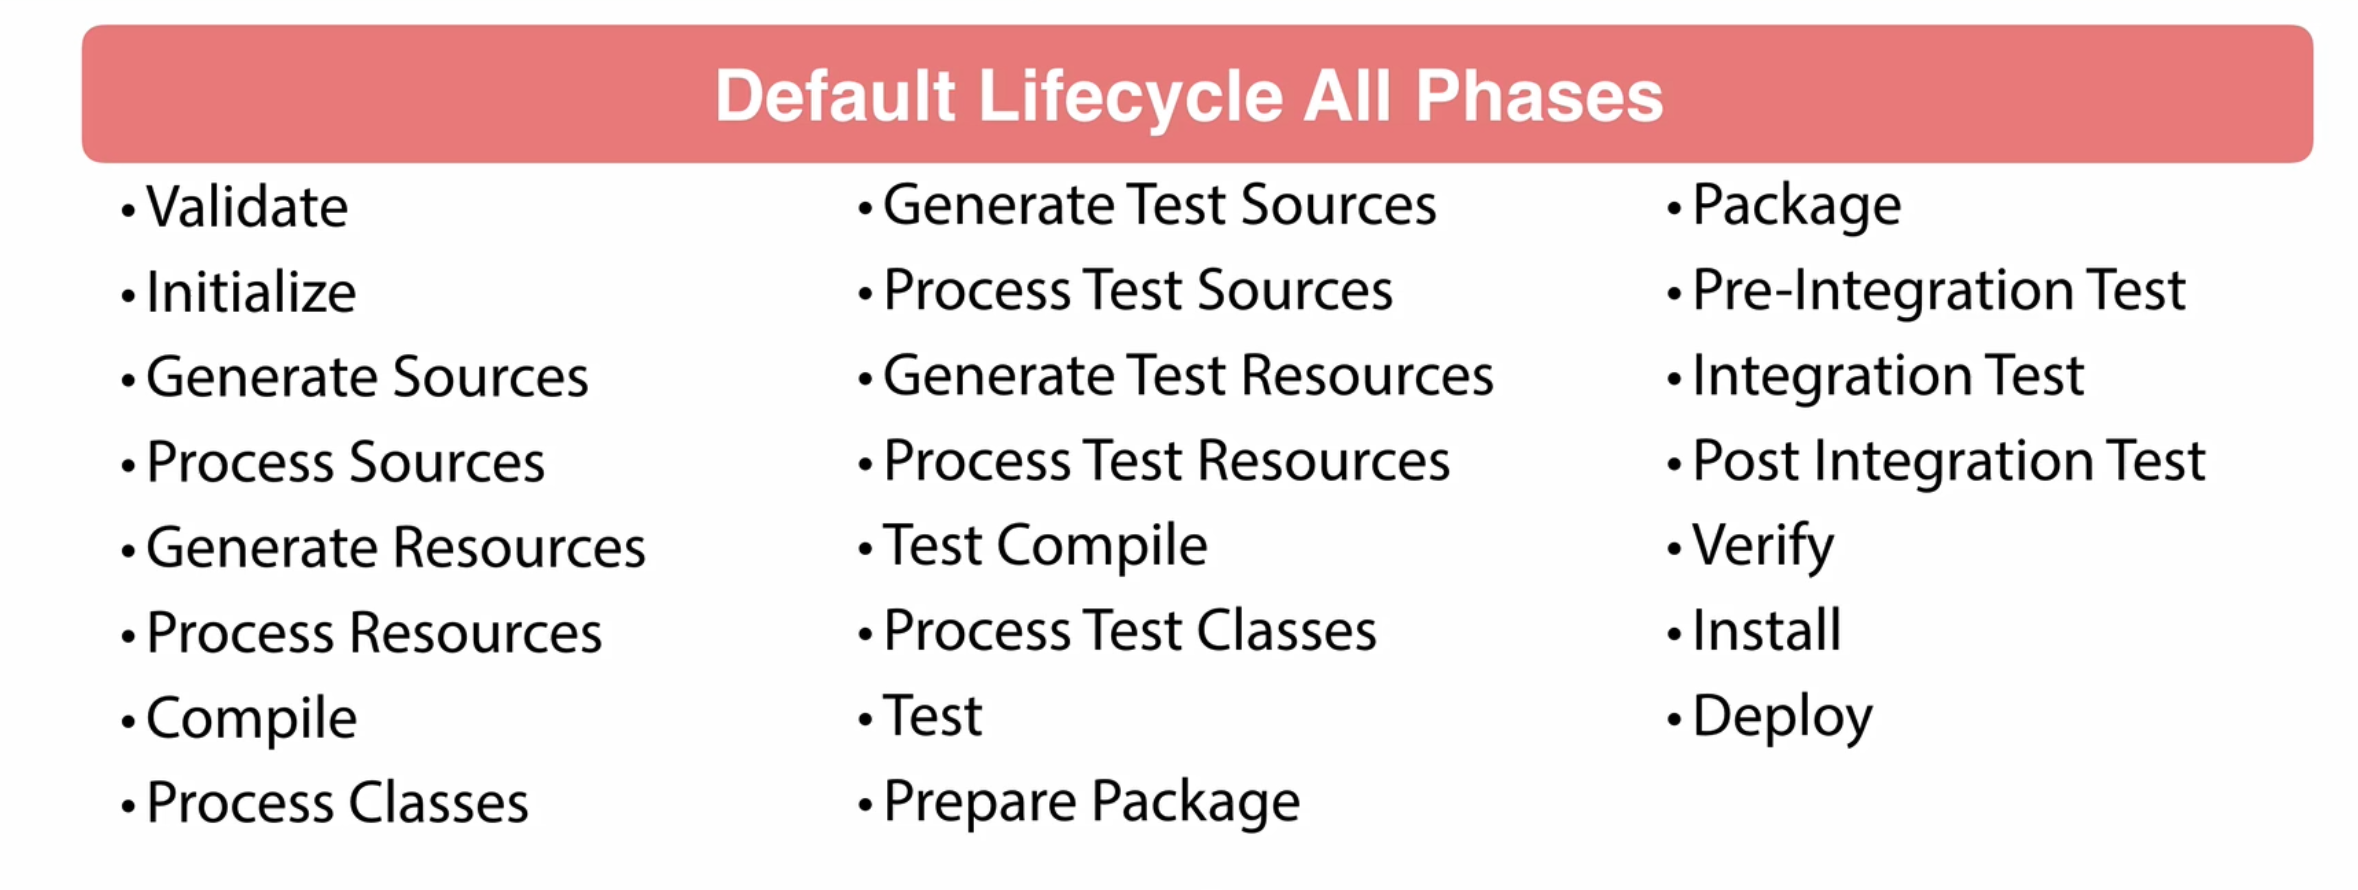 Default Lifecycle All Phases
• Validate
• Initialize
• Generate Sources
• Process Sources
• Generate Resources
• Process Resources
• Compile
• Process Classes
• Generate Test Sources
• Process Test Sources
• Generate Test Resources
• Process Test Resources
• Test Compile
• Process Test Classes
• Test
• Prepare Package
• Package
• Pre-Integration Test
• Integration Test
• Post Integration Test
• Verify
• Install
• Deploy